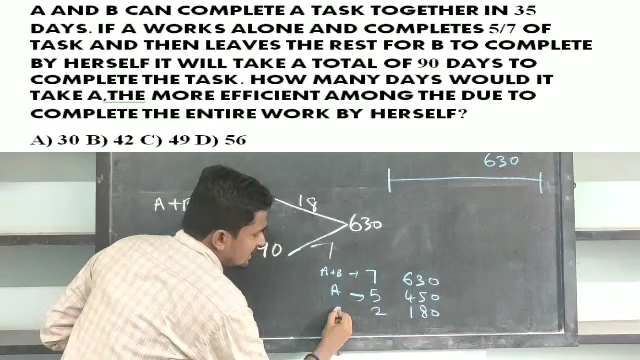 A AND B CAN COMPLETE A TASK TOGETHER IN 35
DAYS. IF A WORKS ALONE AND COMPLETES 5/7 OF
TASK AND THEN LEAVES THE REST FOR B TO COMPLETE
BY HERSELF IT WILL TAKE A TOTAL OF 90 DAYS TO
COMPLETE THE TASK. HOW MANY DAYS WOULD IT
TAKE A,THE MORE EFFICIENT AMONG THE DUE TO
COMPLETE THE ENTIRE WORK BY HERSELF?
A) 30 B) 42 C) 49 D) 56
630
A+ 18
630
90 7
A+B → 7 630
A → 5 450
2 180